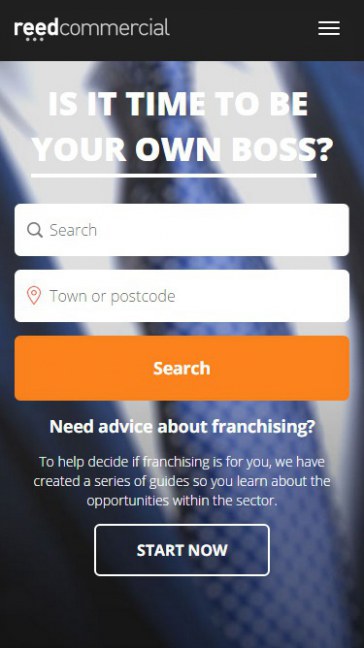 reedcommercial
IS IT TIME TO BE
YOUR OWN BOSS?
Search
Town or postcode
Search
Need advice about franchising?
To help decide if franchising is for you, we have
created a series of guides so you learn about the
opportunities within the sector.
START NOW